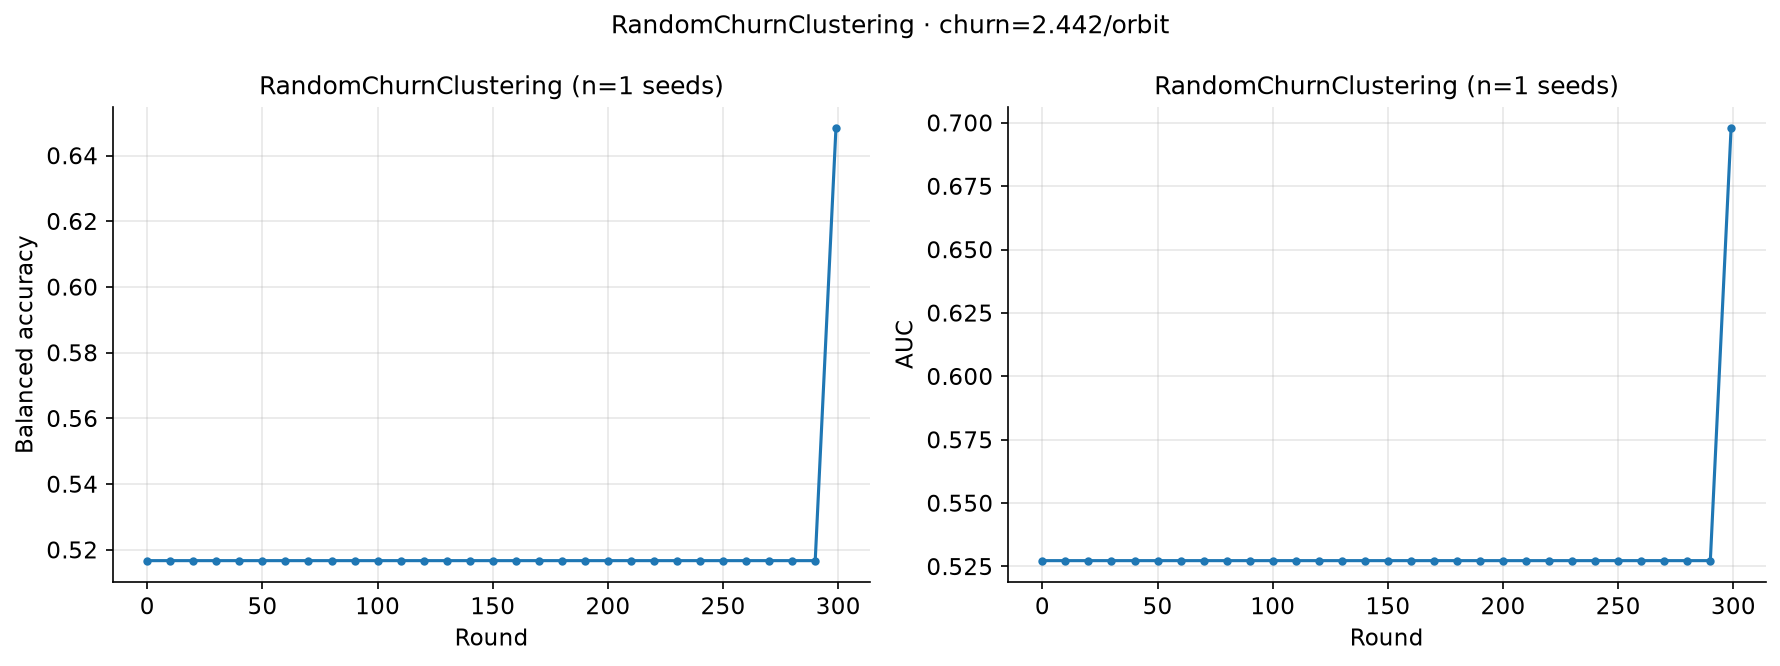 RandomChurnClustering · churn=2.442/orbit
RandomChurnClustering (n=1 seeds)
Balanced accuracy
0.64
0.62
0.60
0.58
0.56
0.54
0.52
0 50 100 150 200 250 300
Round
RandomChurnClustering (n=1 seeds)
AUC
0.700
0.675
0.650
0.625
0.600
0.575
0.550
0.525
0 50 100 150 200 250 300
Round